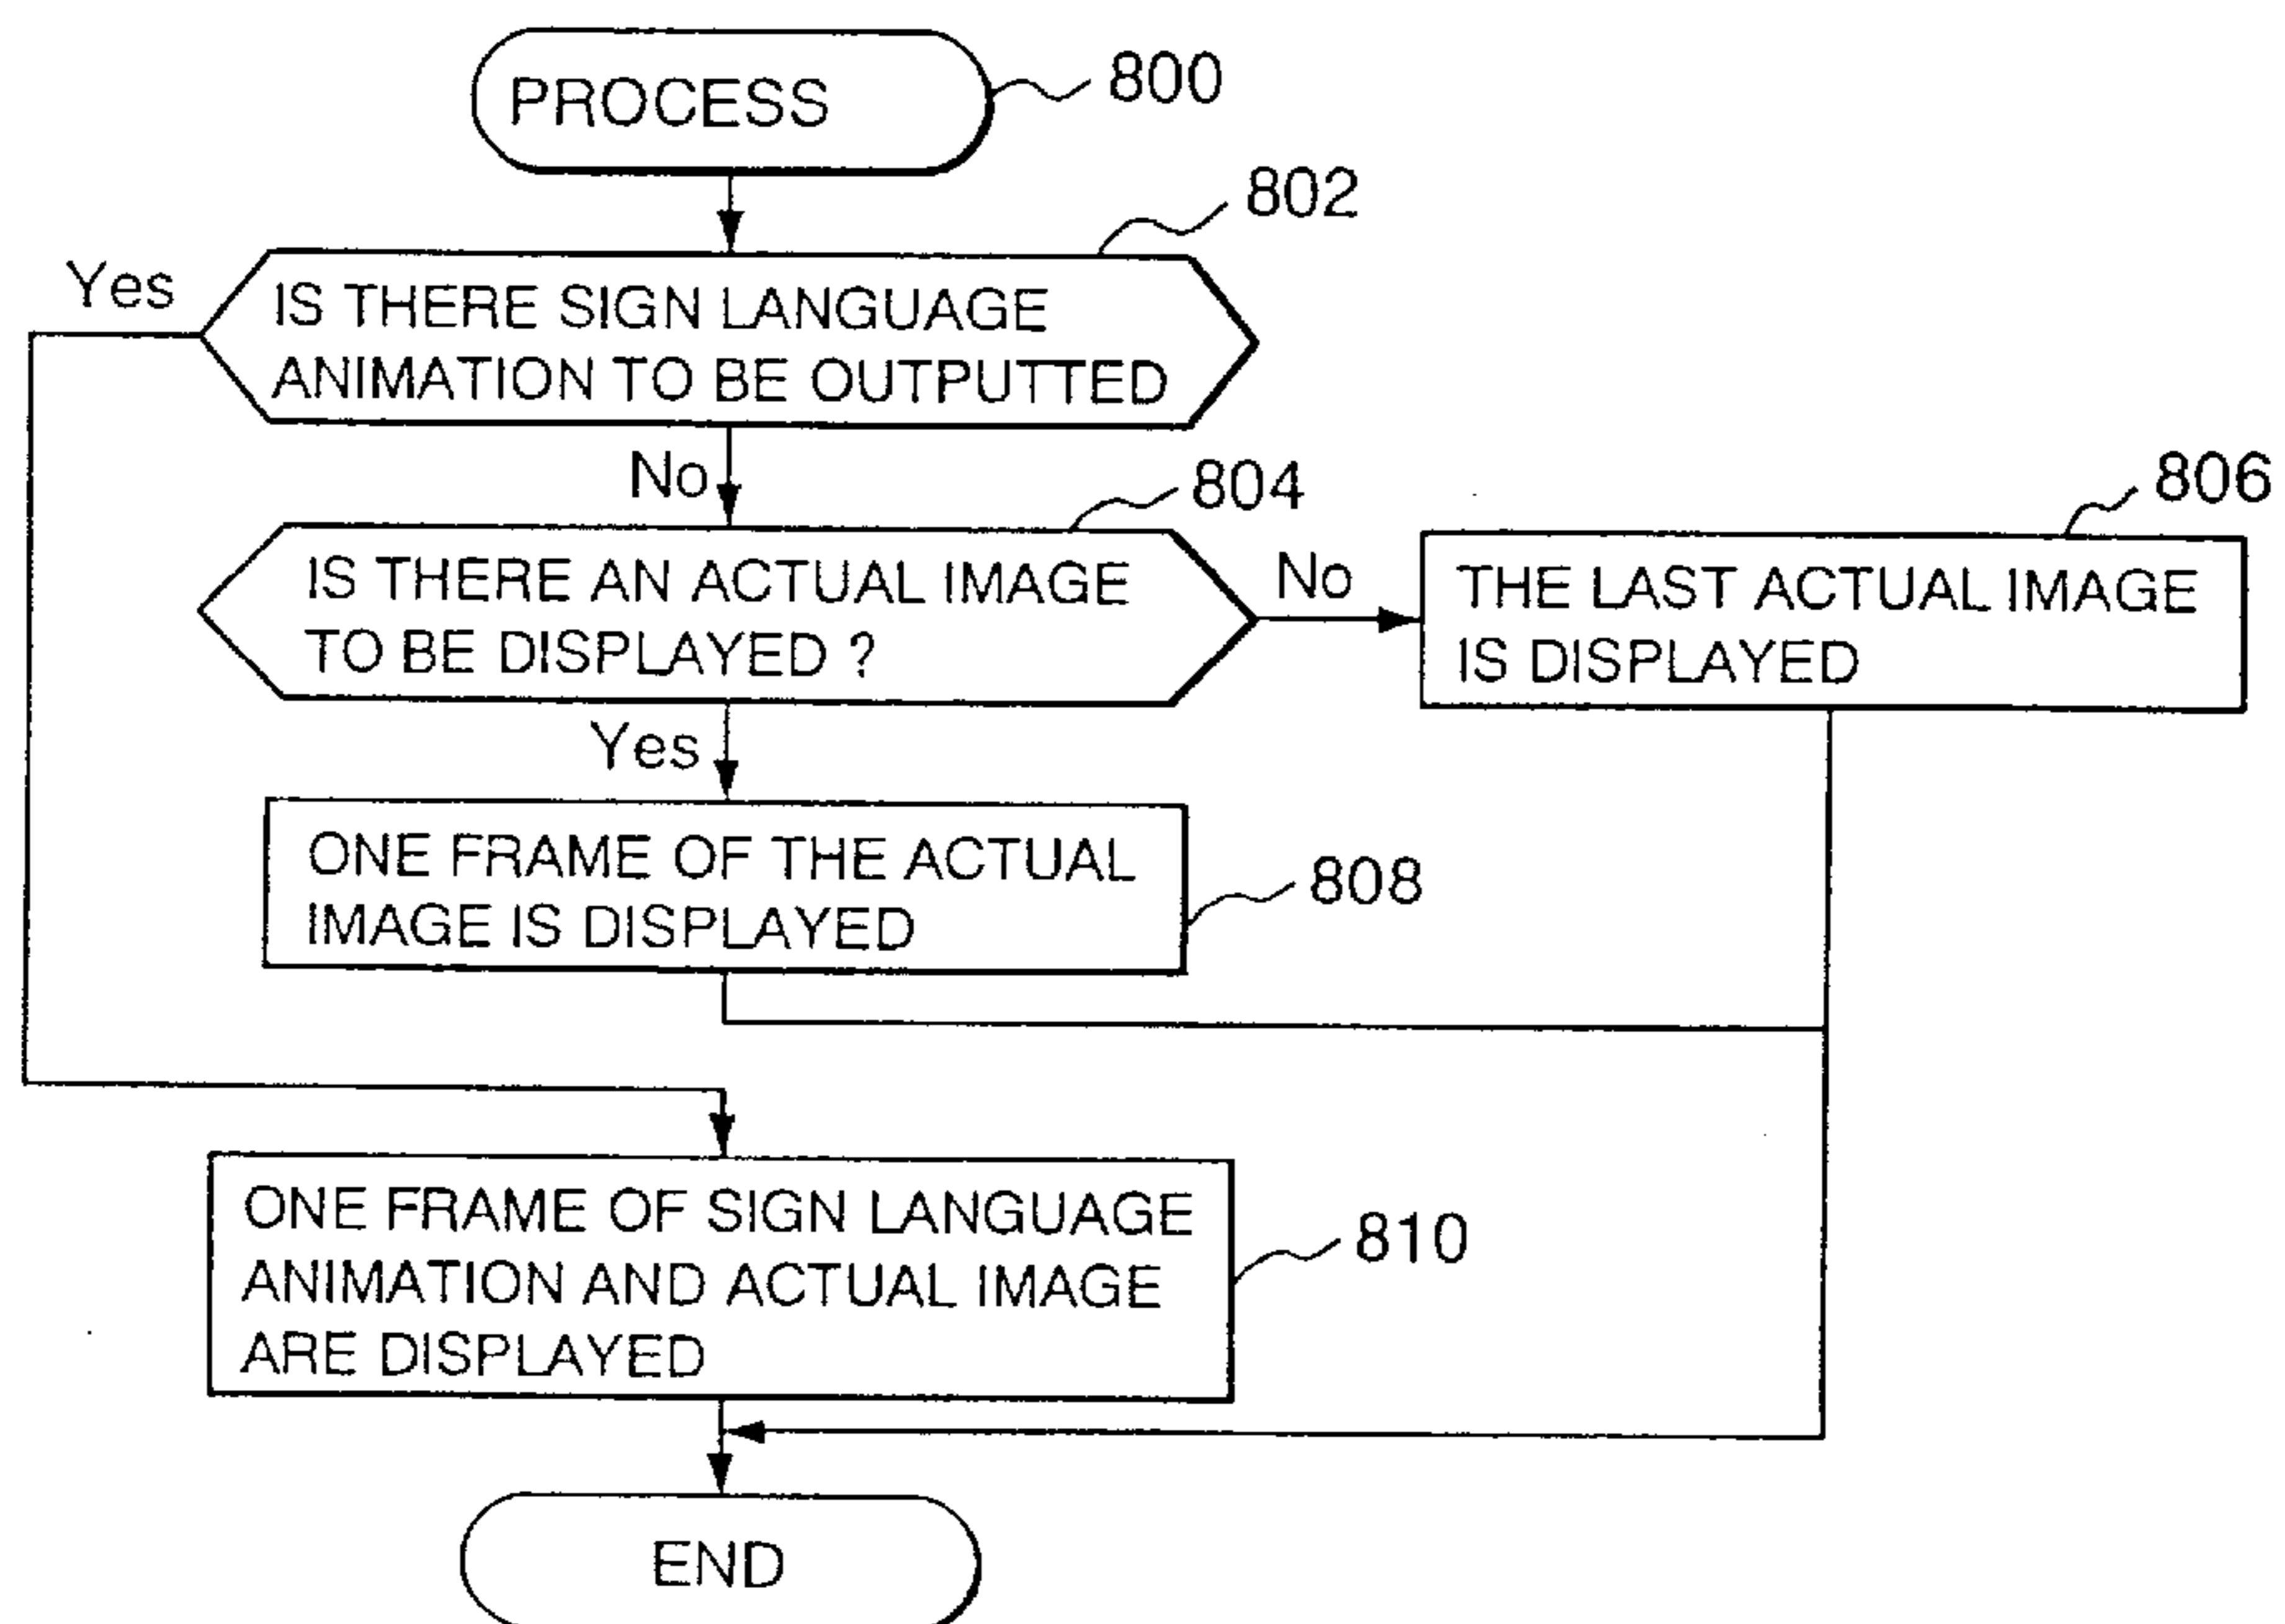 PROCESS
800
802
Yes
IS THERE SIGN LANGUAGE
ANIMATION TO BE OUTPUTTED
No
804
806
IS THERE AN ACTUAL IMAGE
TO BE DISPLAYED ?
No
THE LAST ACTUAL IMAGE
IS DISPLAYED
Yes
ONE FRAME OF THE ACTUAL
IMAGE IS DISPLAYED
808
ONE FRAME OF SIGN LANGUAGE
ANIMATION AND ACTUAL IMAGE
ARE DISPLAYED
810
END